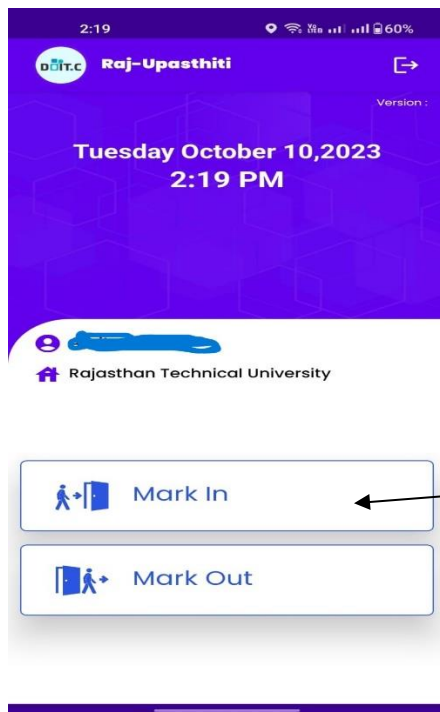 2:19
60%
DOIT.C Raj-Upasthiti
Version :
Tuesday October 10,2023
2:19 PM
Rajasthan Technical University
Mark In
Mark Out